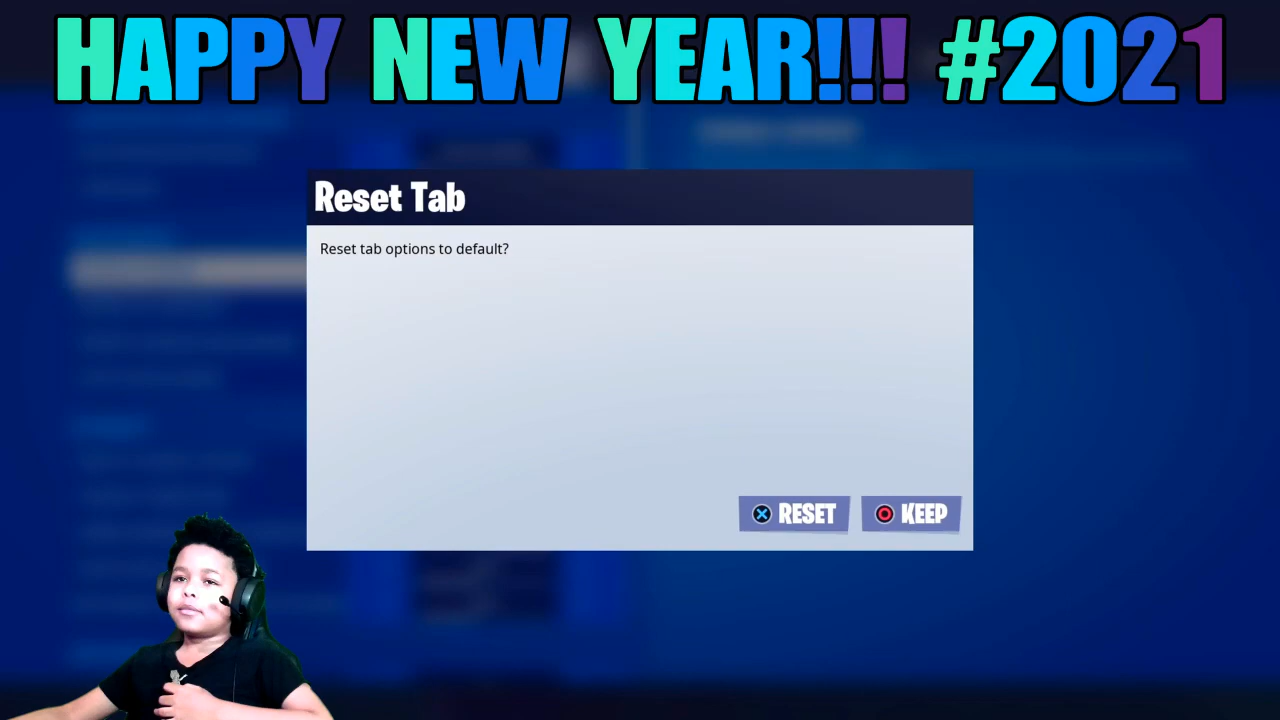 HAPPY NEW YEAR!!! #2021
Reset Tab
Reset tab options to default?
RESET KEEP